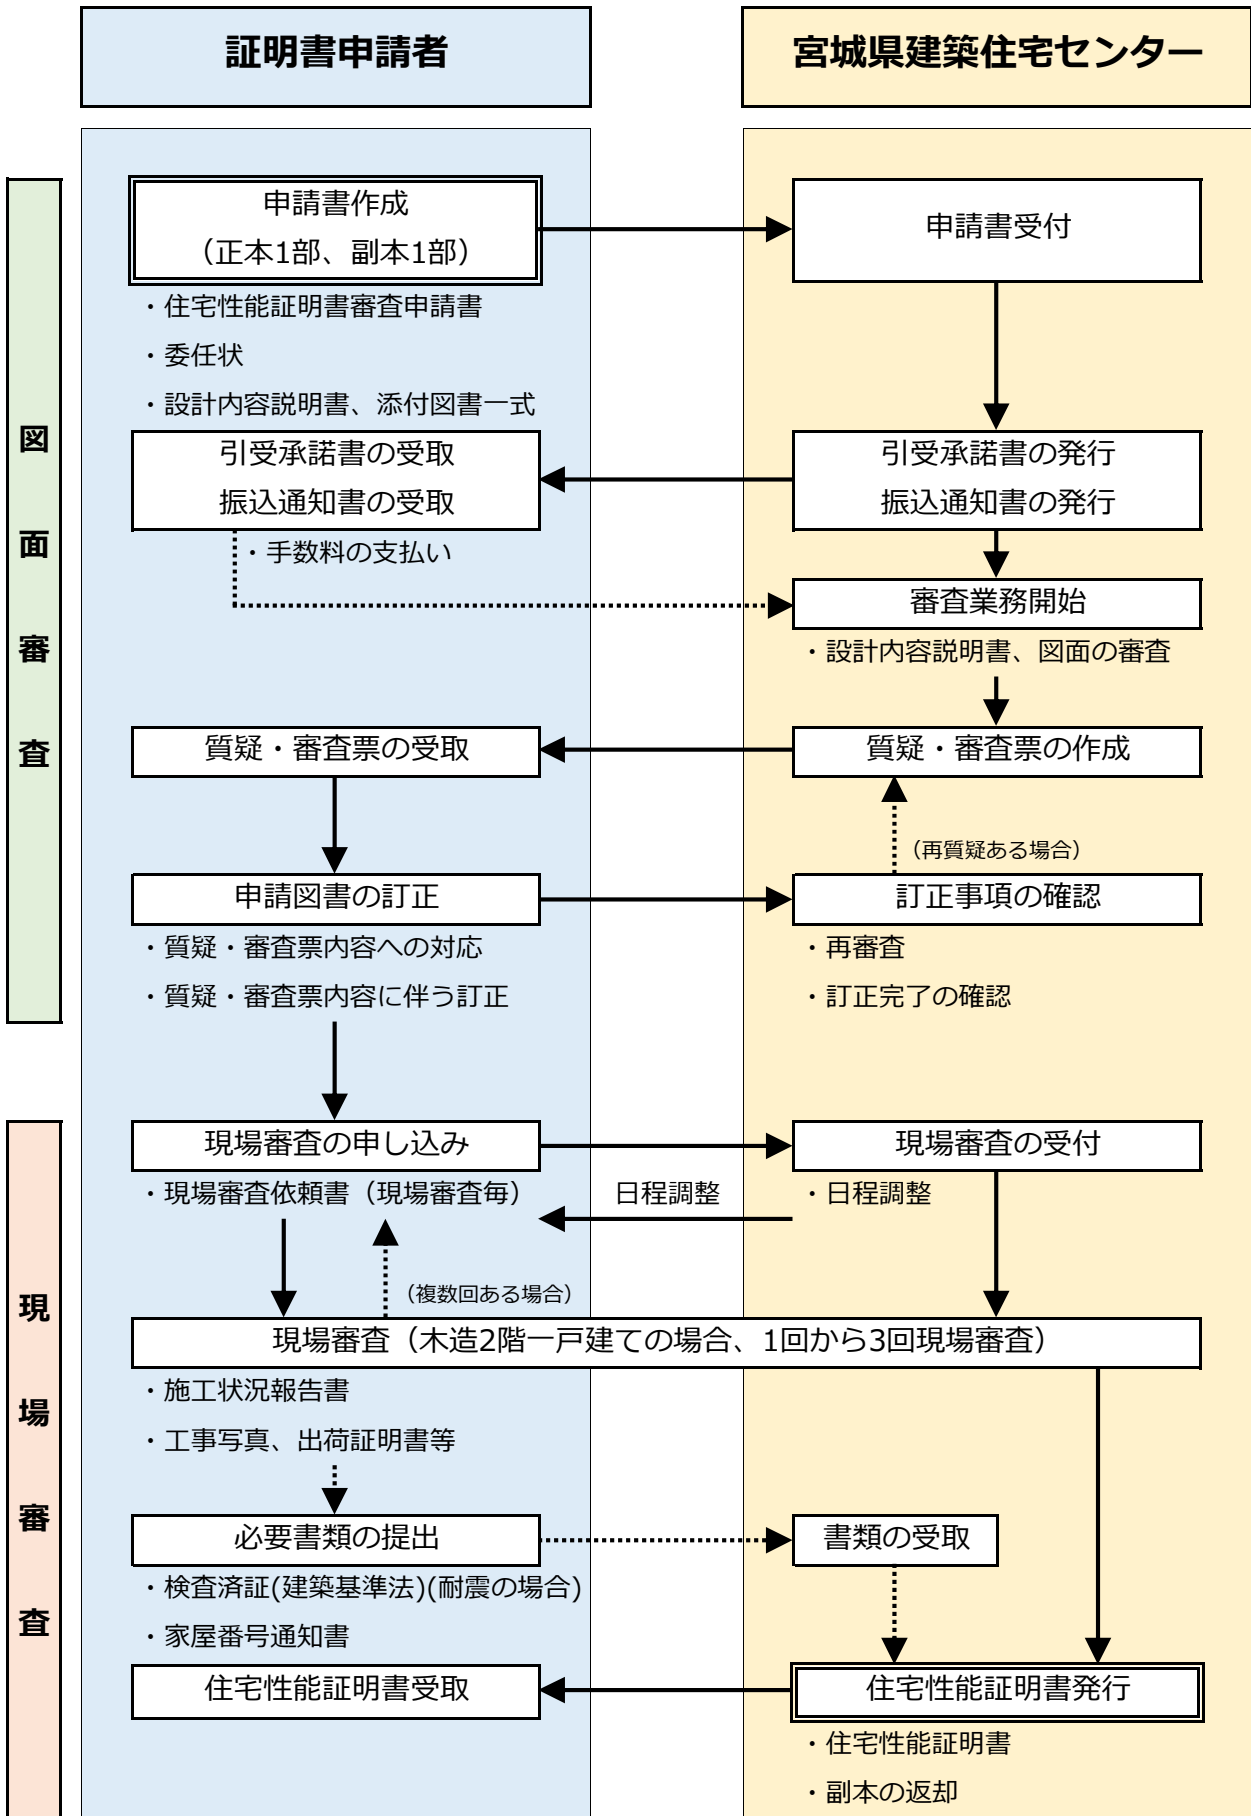 証明書申請者
宮城県建築住宅センター
図面審査
申請書作成
（正本1部、副本1部）
申請書受付
・住宅性能証明書審査申請書
・委任状
・設計内容説明書、添付図書一式
引受承諾書の受取
振込通知書の受取
引受承諾書の発行
振込通知書の発行
・手数料の支払い
審査業務開始
・設計内容説明書、図面の審査
質疑・審査票の受取
質疑・審査票の作成
（再質疑ある場合）
申請図書の訂正
訂正事項の確認
・質疑・審査票内容への対応
・質疑・審査票内容に伴う訂正
・再審査
・訂正完了の確認
現場審査
現場審査の申し込み
現場審査の受付
・現場審査依頼書（現場審査毎）
日程調整
・日程調整
（複数回ある場合）
現場審査（木造2階一戸建ての場合、1回から3回現場審査）
・施工状況報告書
・工事写真、出荷証明書等
必要書類の提出
書類の受取
・検査済証(建築基準法)(耐震の場合)
・家屋番号通知書
住宅性能証明書受取
住宅性能証明書発行
・住宅性能証明書
・副本の返却